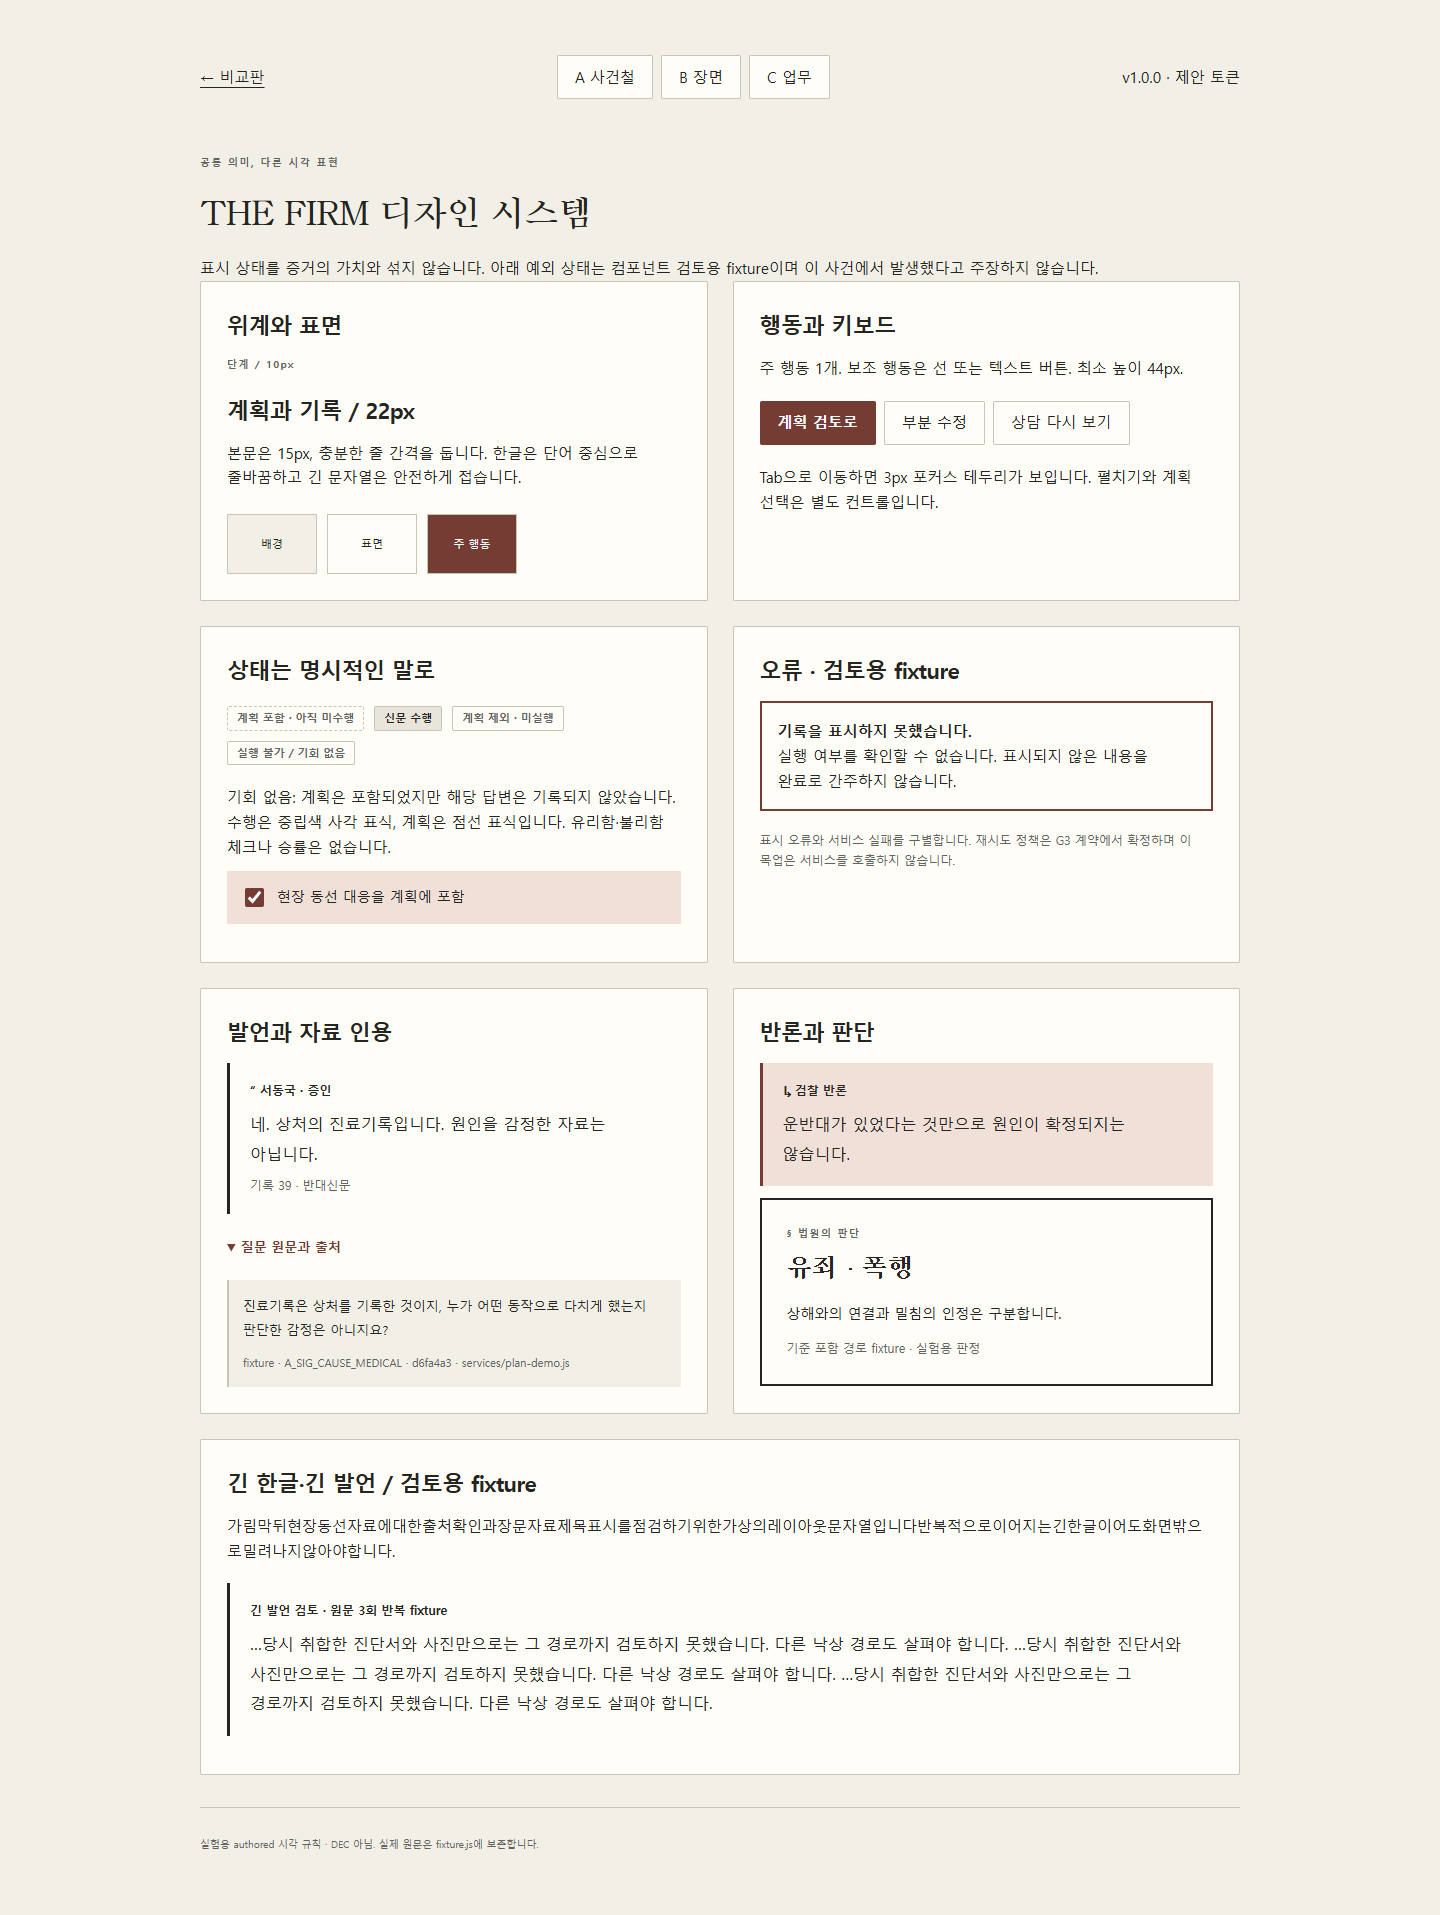 ← 비교판
A 사건철
B 장면
C 업무
v1.0.0 · 제안 토큰
공통 의미, 다른 시각 표현
THE FIRM 디자인 시스템
표시 상태를 증거의 가치와 섞지 않습니다. 아래 예외 상태는 컴포넌트 검토용 fixture이며 이 사건에서 발생했다고 주장하지 않습니다.
위계와 표면
단계 / 10px
계획과 기록 / 22px
본문은 15px, 충분한 줄 간격을 둡니다. 한글은 단어 중심으로
줄바꿈하고 긴 문자열은 안전하게 접습니다.
배경
표면
주 행동
행동과 키보드
주 행동 1개. 보조 행동은 선 또는 텍스트 버튼. 최소 높이 44px.
계획 검토로
부분 수정
상담 다시 보기
Tab으로 이동하면 3px 포커스 테두리가 보입니다. 펼치기와 계획
선택은 별도 컨트롤입니다.
상태는 명시적인 말로
계획 포함 · 아직 미수행
신문 수행
계획 제외 · 미실행
실행 불가 / 기회 없음
기회 없음: 계획은 포함되었지만 해당 답변은 기록되지 않았습니다.
수행은 중립색 사각 표식, 계획은 점선 표식입니다. 유리함·불리함
체크나 승률은 없습니다.
현장 동선 대응을 계획에 포함
오류 · 검토용 fixture
기록을 표시하지 못했습니다.
실행 여부를 확인할 수 없습니다. 표시되지 않은 내용을
완료로 간주하지 않습니다.
표시 오류와 서비스 실패를 구별합니다. 재시도 정책은 G3 계약에서 확정하며 이
목업은 서비스를 호출하지 않습니다.
발언과 자료 인용
“ 서동국 · 증인
네. 상처의 진료기록입니다. 원인을 감정한 자료는
아닙니다.
기록 39 · 반대신문
▼ 질문 원문과 출처
진료기록은 상처를 기록한 것이지, 누가 어떤 동작으로 다치게 했는지
판단한 감정은 아니지요?
fixture · A_SIG_CAUSE_MEDICAL · d6fa4a3 · services/plan-demo.js
반론과 판단
↳ 검찰 반론
운반대가 있었다는 것만으로 원인이 확정되지는
않습니다.
§ 법원의 판단
유죄 · 폭행
상해와의 연결과 밀침의 인정은 구분합니다.
기준 포함 경로 fixture · 실험용 판정
긴 한글·긴 발언 / 검토용 fixture
가림막뒤현장동선자료에대한출처확인과장문자료제목표시를점검하기위한가상의레이아웃문자열입니다반복적으로이어지는긴한글이어도화면밖으
로밀려나지않아야합니다.
긴 발언 검토 · 원문 3회 반복 fixture
…당시 취합한 진단서와 사진만으로는 그 경로까지 검토하지 못했습니다. 다른 낙상 경로도 살펴야 합니다. …당시 취합한 진단서와
사진만으로는 그 경로까지 검토하지 못했습니다. 다른 낙상 경로도 살펴야 합니다. …당시 취합한 진단서와 사진만으로는 그
경로까지 검토하지 못했습니다. 다른 낙상 경로도 살펴야 합니다.
실험용 authored 시각 규칙 · DEC 아님. 실제 원문은 fixture.js에 보존합니다.